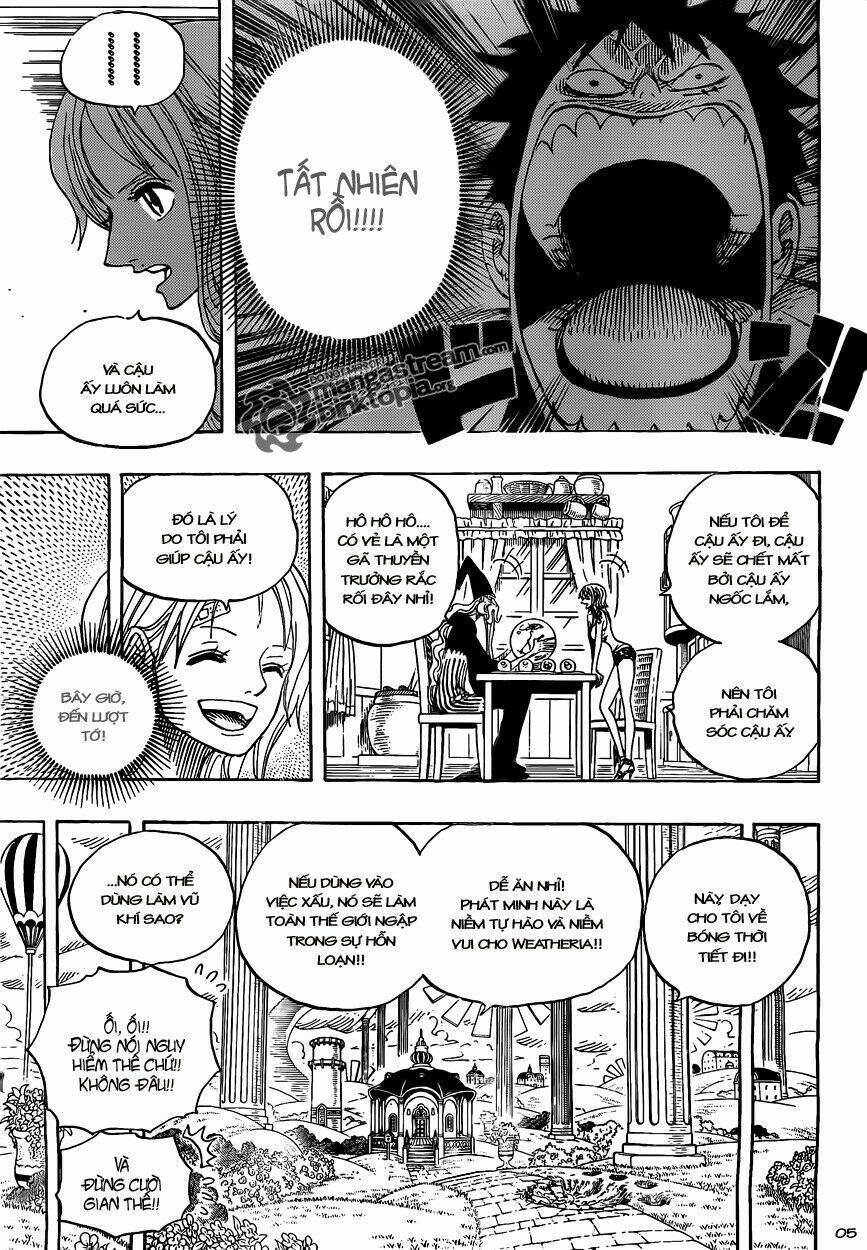 TẤT NHIÊN
RỒI!!!!
!!
VÀ CẬU
ẤY LUÔN LÀM
QUÁ SỨC...
mangastream.com
binktopia.org
NẾU TÔI ĐỂ
CẬU ẤY ĐI, CẬU
ẤY SẼ CHẾT MẤT
BỞI CẬU ẤY
NGỐC LẮM,
NÊN TÔI
PHẢI CHĂM
SÓC CẬU ẤY
HÔ HÔ HÔ....
CÓ VẺ LÀ MỘT
GÃ THUYỀN
TRƯỞNG RẮC
RỐI ĐÂY NHỈ!
ĐÓ LÀ LÝ
DO TÔI PHẢI
GIÚP CẬU ẤY!
BÂY GIỜ,
ĐẾN LƯỢT
TỚ!
NÀY, DẠY
CHO TÔI VỀ
BÓNG THỜI
TIẾT ĐI!!
DỄ ĂN NHỈ!
PHÁT MINH NÀY LÀ
NIỀM TỰ HÀO VÀ NIỀM
VUI CHO WEATHERIA!!
NẾU DÙNG VÀO
VIỆC XẤU, NÓ SẼ LÀM
TOÀN THẾ GIỚI NGẬP
TRONG SỰ HỖN
LOẠN!!
...NÓ CÓ THỂ
DÙNG LÀM VŨ
KHÍ SAO?
ỐI, ỐI!!
ĐỪNG NÓI NGUY
HIỂM THẾ CHỨ!!
KHÔNG ĐÂU!!
VÀ
ĐỪNG CƯỜI
GIAN THẾ!!
05